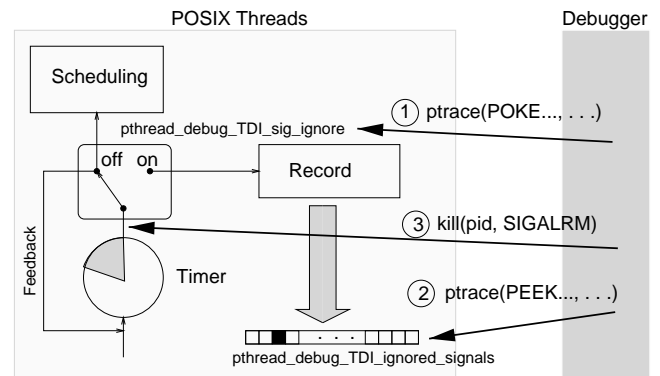 POSIX Threads
Debugger
Scheduling
1 ptrace(POKE..., . . .)
pthread_debug_TDI_sig_ignore
off on
Record
3 kill(pid, SIGALRM)
Feedback
Timer
2 ptrace(PEEK..., . . .)
. . .
pthread_debug_TDI_ignored_signals